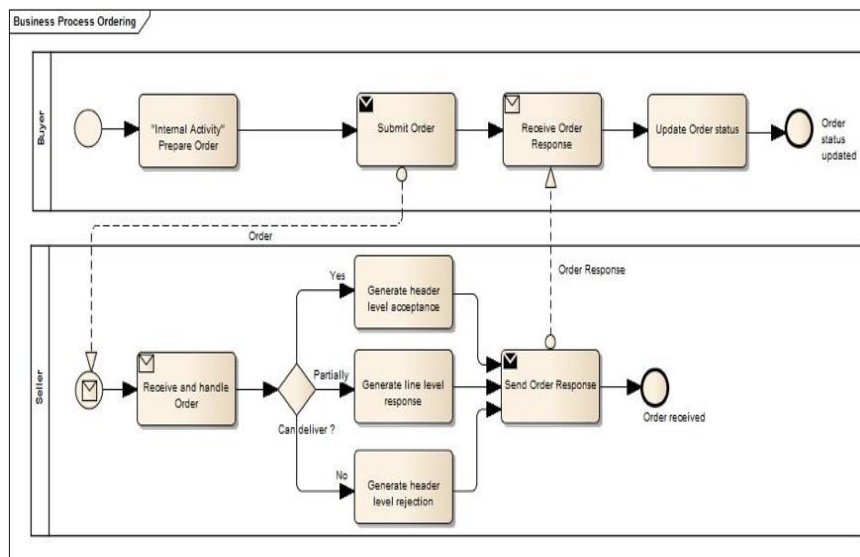 Business Process Ordering
Buyer
"Internal Activity"
Prepare Order
Submit Order
Receive Order
Response
Update Order status
Order
status
updated
Order
Order Response
Seller
Receive and handle
Order
Can deliver ?
Yes
Generate header
level acceptance
Partially
Generate line level
response
No
Generate header
level rejection
Send Order Response
Order received